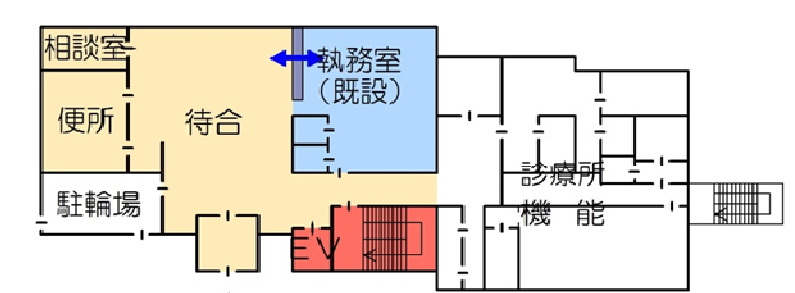 相談室
執務室
(既設)
便所
待合
診療所
機 能
駐輪場
EV